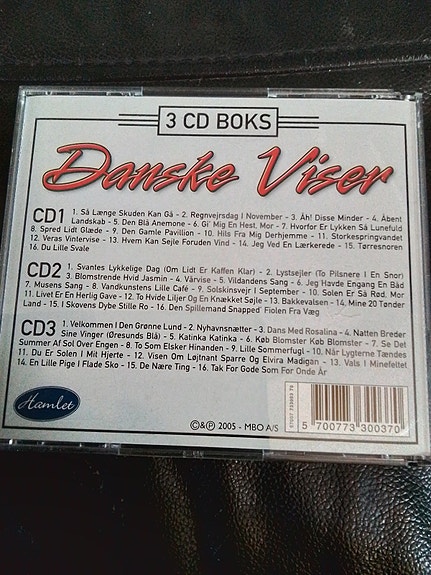 3 CD BOKS
Danske Viser
CD1 1. Så Længe Skuden Kan Gå - 2. Regnvejrsdag I November - 3. Åh! Disse Minder - 4. Åbent
Landskab - 5. Den Blå Anemone - 6. Gi' Mig En Hest, Mor - 7. Hvorfor Er Lykken Så Lunefuld
8. Spred Lidt Glæde - 9. Den Gamle Pavillion - 10. Hils Fra Mig Derhjemme - 11. Storkespringvandet
12. Veras Vintervise - 13. Hvem Kan Sejle Foruden Vind - 14. Jeg Ved En Lærkerede - 15. Tørresnoren
16. Du Lille Svale
CD2 1. Svantes Lykkelige Dag (Om Lidt Er Kaffen Klar) - 2. Lystsejler (To Pilsnere I En Snor)
3. Blomstrende Hvid Jasmin - 4. Vårvise - 5. Vildandens Sang - 6. Jeg Havde Engang En Båd
7. Musens Sang - 8. Vandkunstens Lille Café - 9. Solskinsvejr I September - 10. Solen Er Så Rød, Mor
11. Livet Er En Herlig Gave - 12. To Hvide Liljer Og En Knækket Søjle - 13. Bakkevalsen - 14. Mine 20 Tønder
Land - 15. I Skovens Dybe Stille Ro - 16. Den Spillemand Snapped' Fiolen Fra Væg
CD3 1. Velkommen I Den Grønne Lund - 2. Nyhavnsnætter - 3. Dans Med Rosalina - 4. Natten Breder
Sine Vinger (Øresunds Blå) - 5. Katinka Katinka - 6. Køb Blomster Køb Blomster - 7. Se Det
Summer Af Sol Over Engen - 8. To Som Elsker Hinanden - 9. Lille Sommerfugl - 10. Når Lygterne Tændes
11. Du Er Solen I Mit Hjerte - 12. Visen Om Løjtnant Sparre Og Elvira Madigan - 13. Vals I Minefeltet
14. En Lille Pige I Flade Sko - 15. De Nære Ting - 16. Tak For Gode Som For Onde År
Hamlet
©&℗ 2005 - MBO A/S
5 700773 300370